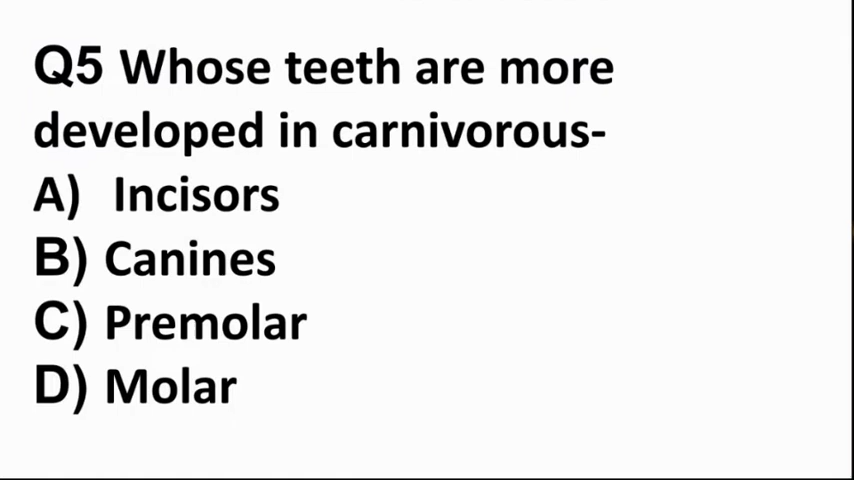 Q5 Whose teeth are more
developed in carnivorous-
A) Incisors
B) Canines
C) Premolar
D) Molar